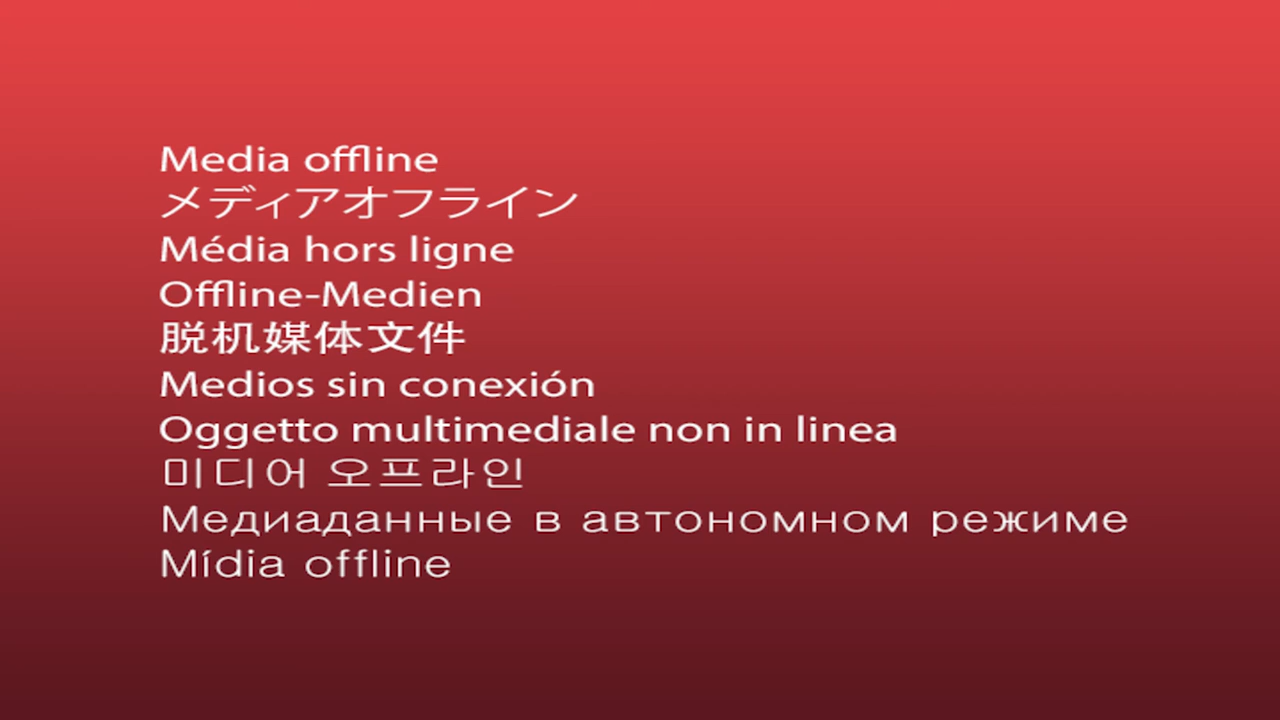 Media offline
メディアオフライン
Média hors ligne
Offline-Medien
脱机媒体文件
Medios sin conexión
Oggetto multimediale non in linea
미디어 오프라인
Медиаданные в автономном режиме
Mídia offline